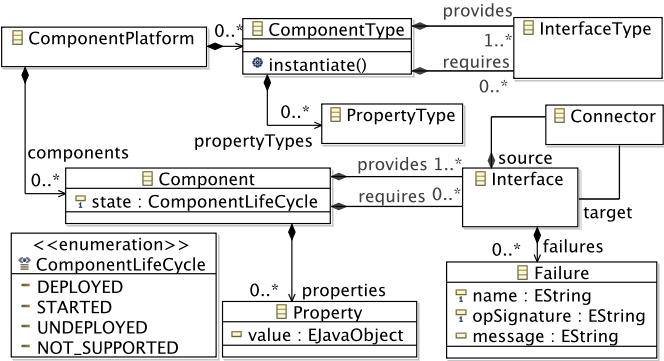 ComponentPlatform
0..*
ComponentType
instantiate()
provides
1..*
requires
0..*
InterfaceType
0..*
propertyTypes
PropertyType
Connector
components
0..*
Component
state : ComponentLifeCycle
provides 1..*
requires 0..*
source
Interface
target
<<enumeration>>
ComponentLifeCycle
DEPLOYED
STARTED
UNDEPLOYED
NOT_SUPPORTED
0..*
properties
Property
value : EJavaObject
0..*
failures
Failure
name : EString
opSignature : EString
message : EString